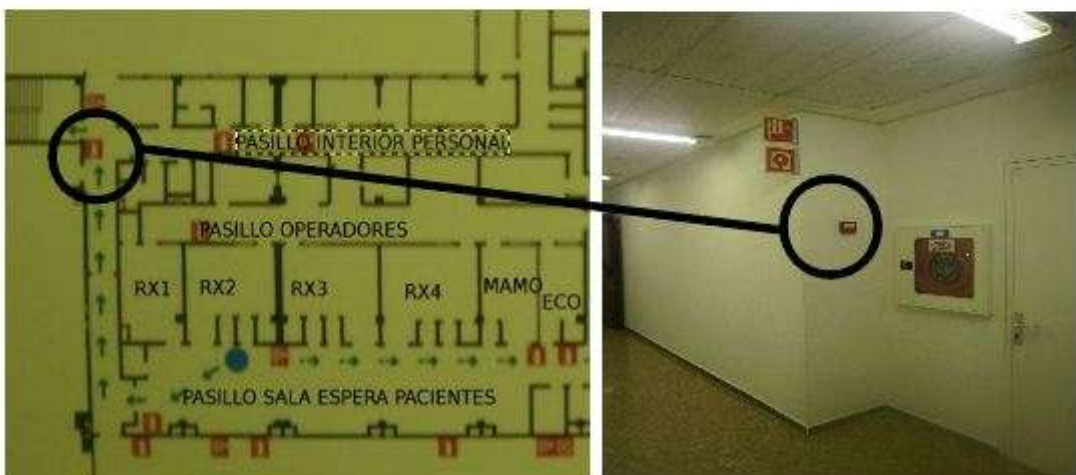 PASILLO INTERIOR PERSONAL
PASILLO OPERADORES
RX1
RX2
RX3
RX4
MAMO
ECO
PASILLO SALA ESPERA PACIENTES